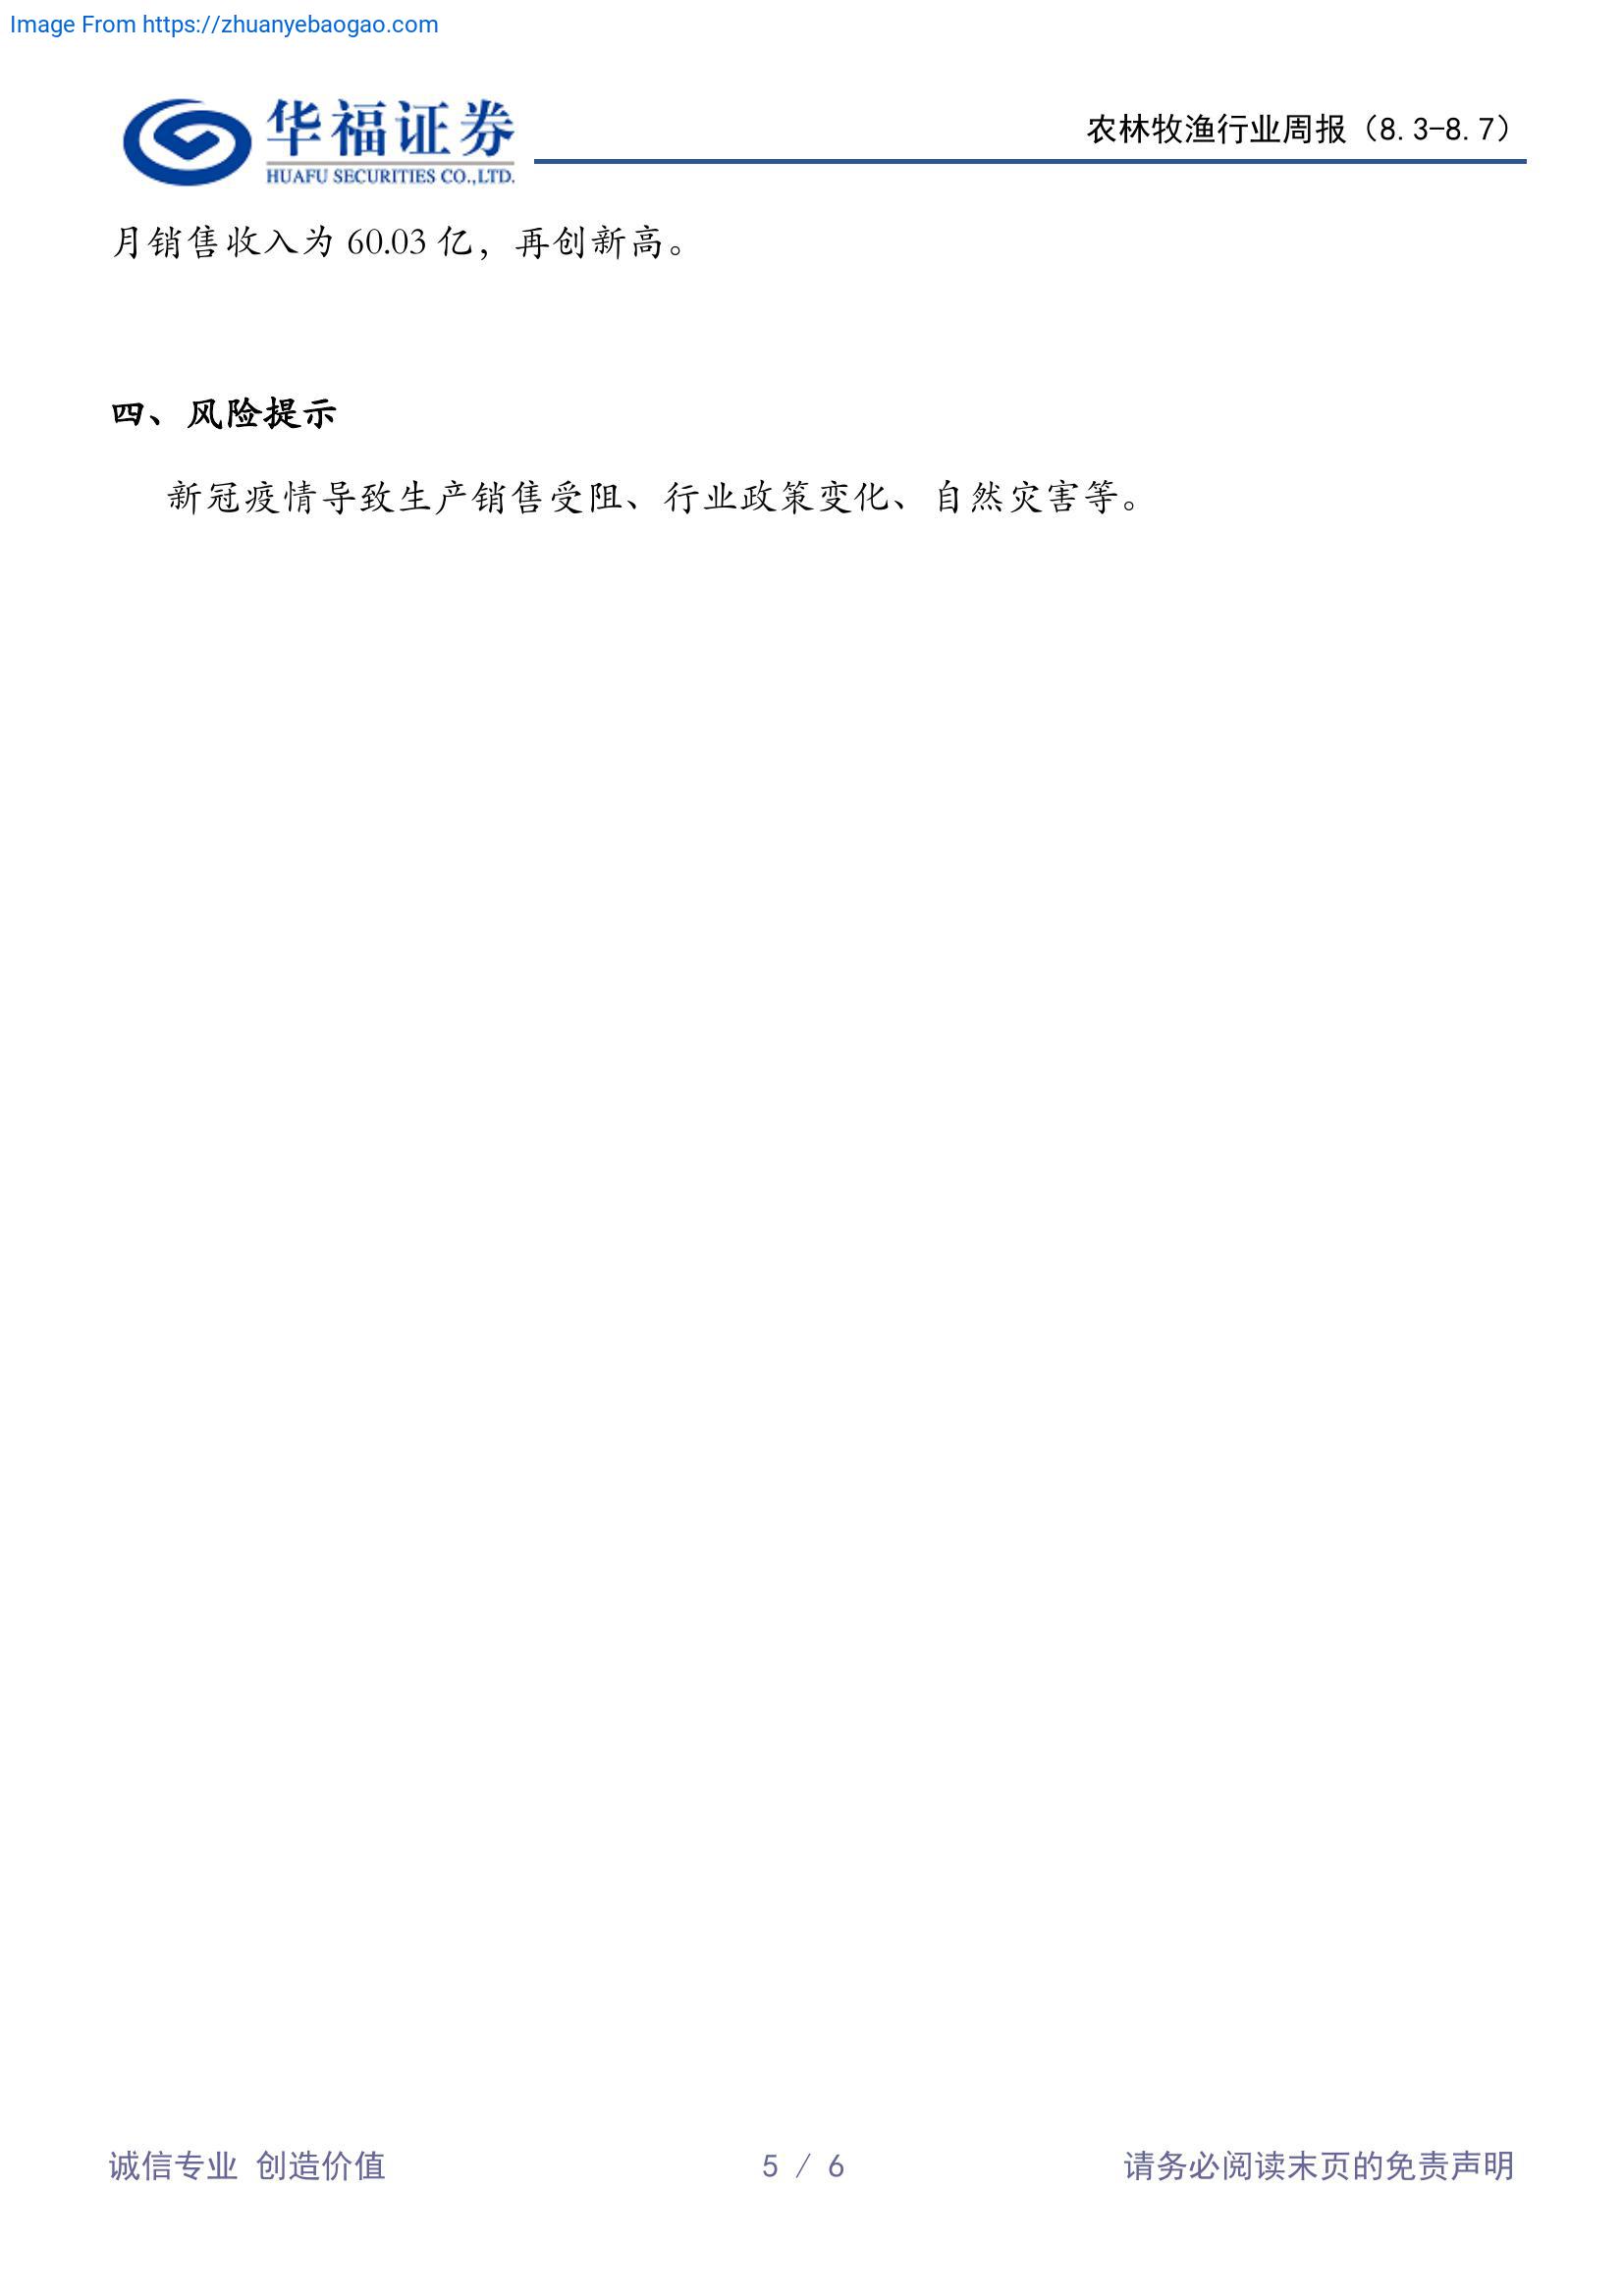 Image From https://zhuanyebaogao.com
华福证券
HUAFU SECURITIES CO.,LTD.
农林牧渔行业周报（8.3-8.7）
月销售收入为 60.03 亿，再创新高。
四、风险提示
新冠疫情导致生产销售受阻、行业政策变化、自然灾害等。
诚信专业 创造价值
5 / 6
请务必阅读末页的免责声明